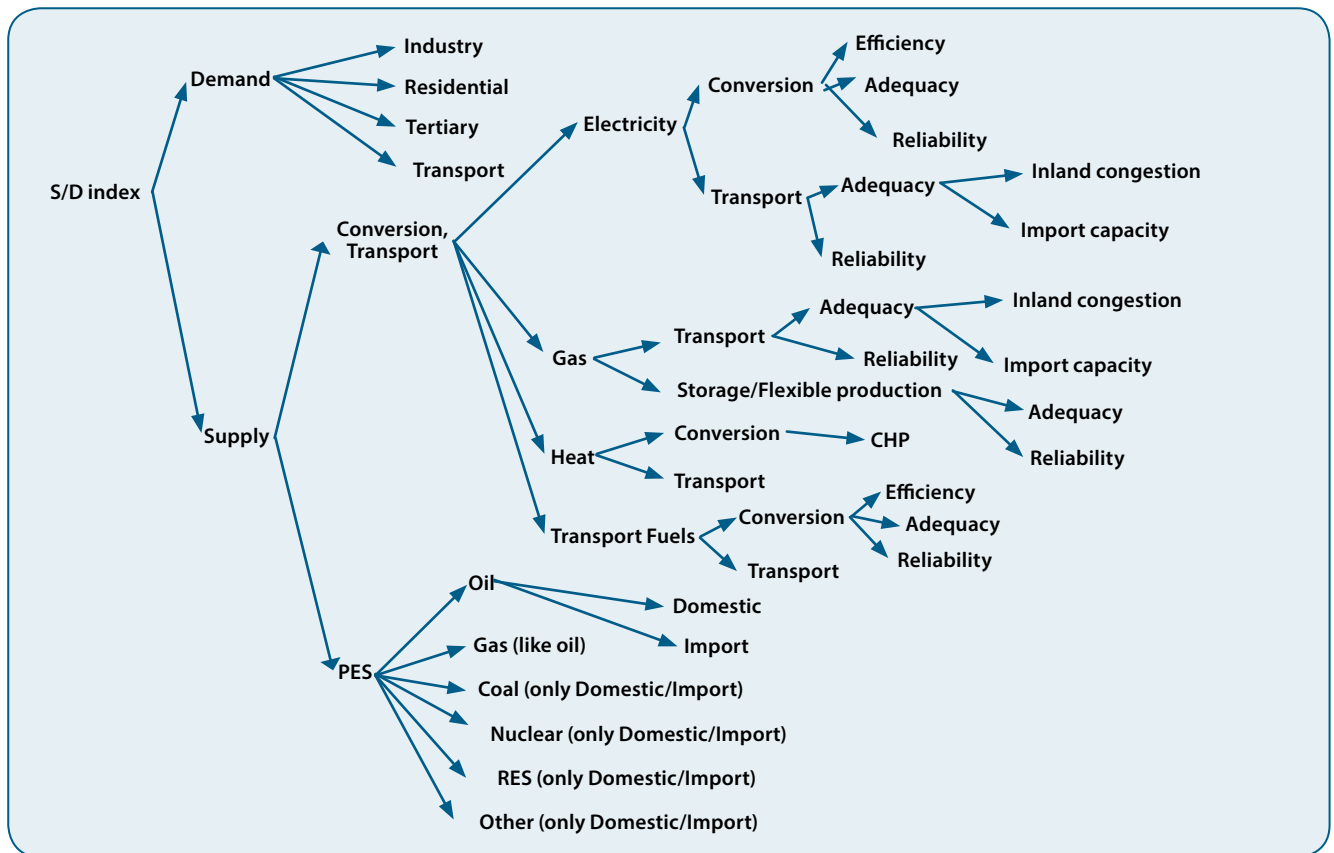 S/D index
Demand
Industry
Residential
Tertiary
Transport
Supply
Conversion,
Transport
Electricity
Conversion
Efficiency
Adequacy
Reliability
Transport
Adequacy
Inland congestion
Import capacity
Reliability
Gas
Transport
Adequacy
Inland congestion
Import capacity
Reliability
Storage/Flexible production
Adequacy
Reliability
Heat
Conversion
CHP
Transport
Transport Fuels
Conversion
Efficiency
Adequacy
Reliability
Transport
PES
Oil
Domestic
Import
Gas (like oil)
Coal (only Domestic/Import)
Nuclear (only Domestic/Import)
RES (only Domestic/Import)
Other (only Domestic/Import)